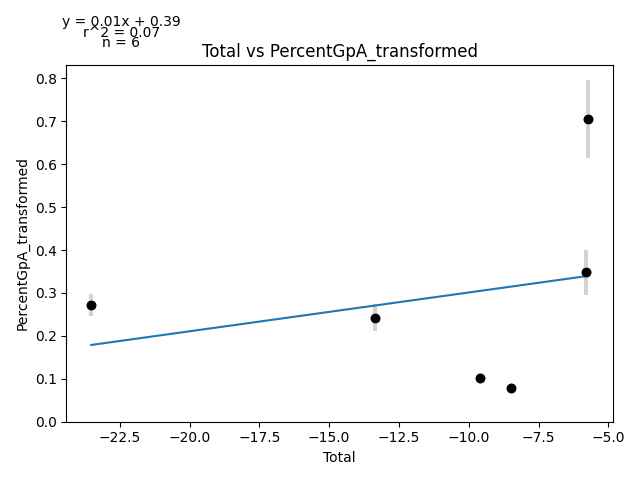 y = 0.01x + 0.39
r^2 = 0.07
n = 6
Total vs PercentGpA_transformed
0.8
0.7
0.6
0.5
0.4
0.3
0.2
0.1
0.0
PercentGpA_transformed
−22.5 −20.0 −17.5 −15.0 −12.5 −10.0 −7.5 −5.0
Total